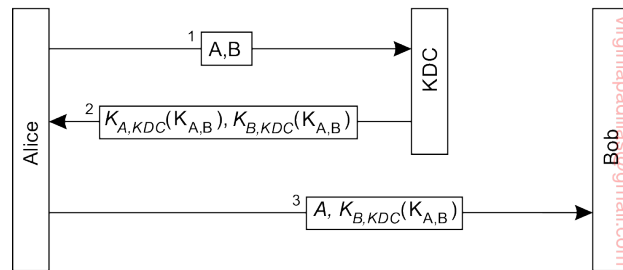 1
A,B
KDC
2
K_{A,KDC}(K_{A,B}), K_{B,KDC}(K_{A,B})
Alice
3
A, K_{B,KDC}(K_{A,B})
Bob